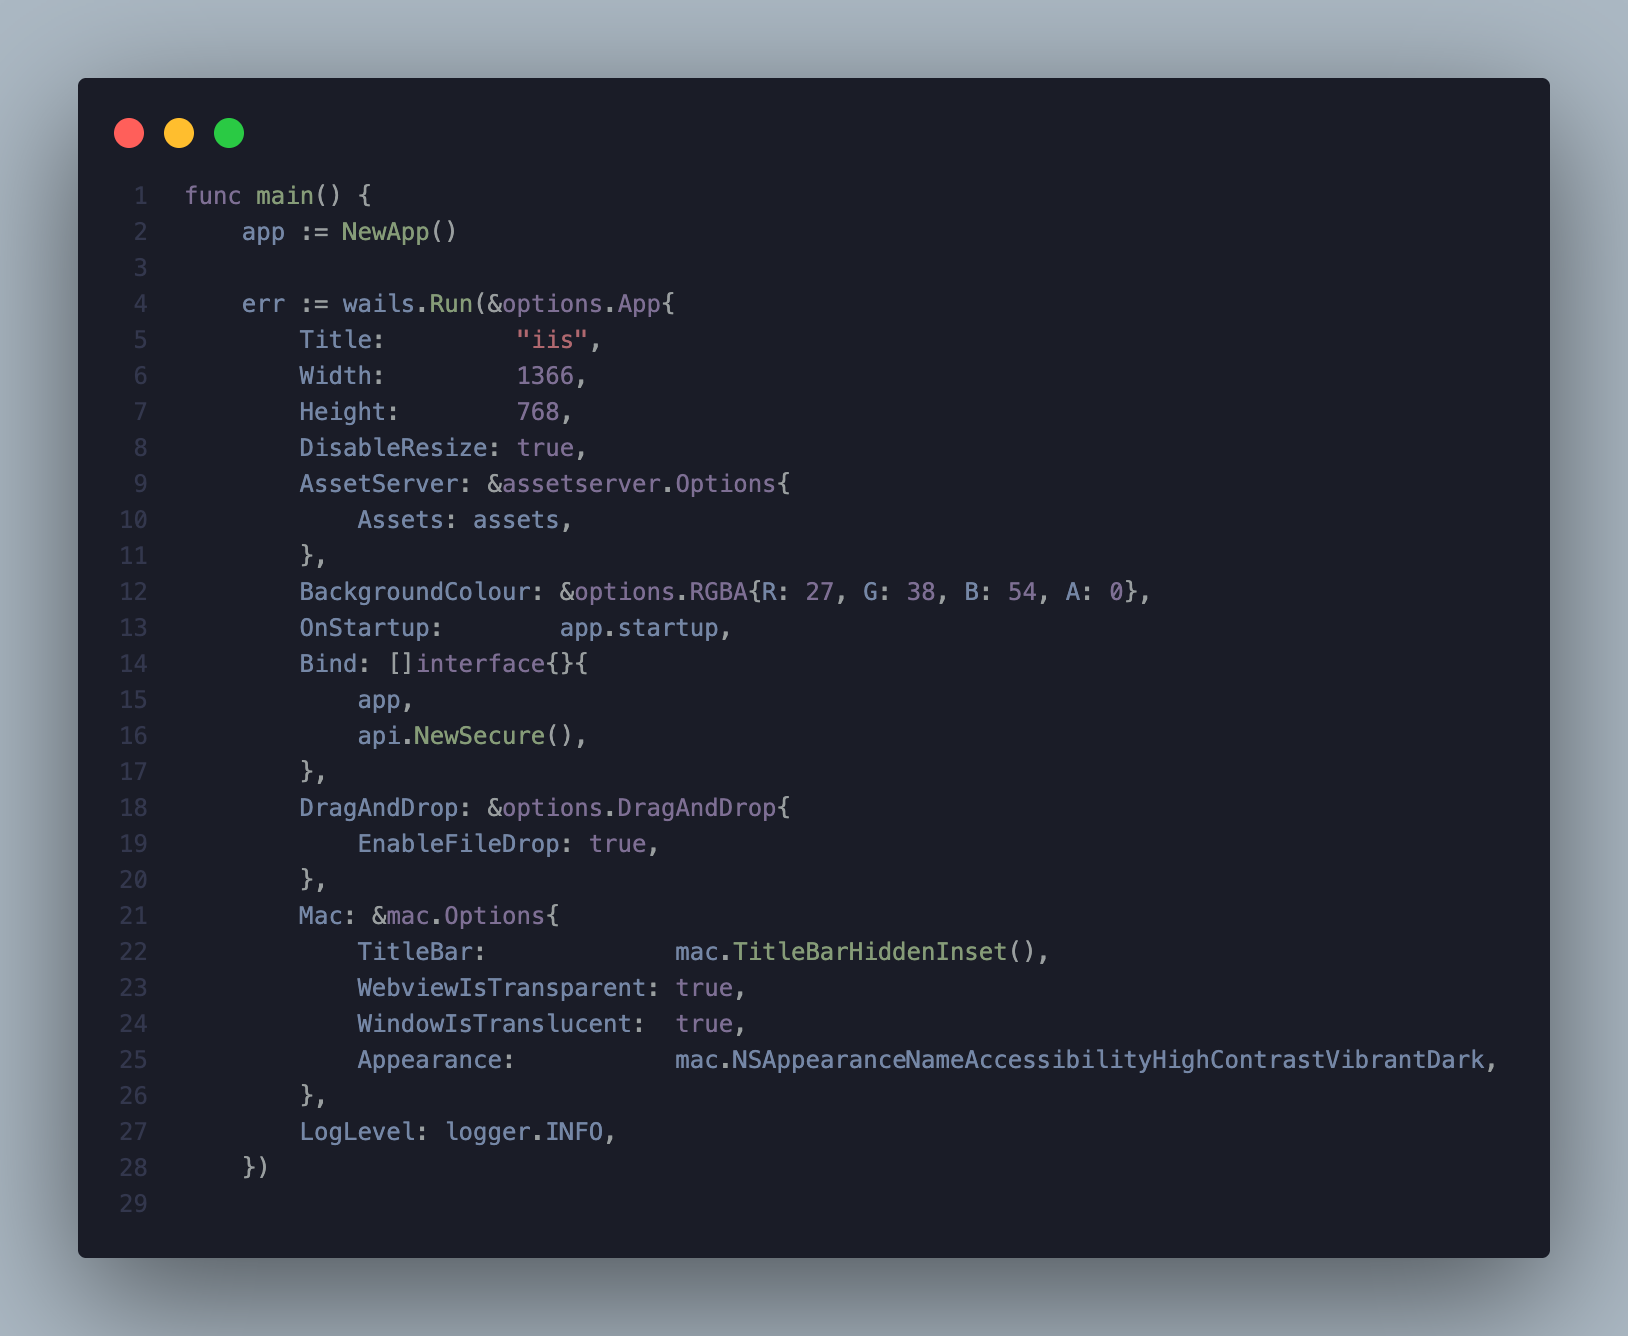 1 func main() {
2     app := NewApp()
3
4     err := wails.Run(&options.App{
5         Title:         "iis",
6         Width:         1366,
7         Height:        768,
8         DisableResize: true,
9         AssetServer: &assetserver.Options{
10             Assets: assets,
11         },
12         BackgroundColour: &options.RGBA{R: 27, G: 38, B: 54, A: 0},
13         OnStartup:        app.startup,
14         Bind: []interface{}{
15             app,
16             api.NewSecure(),
17         },
18         DragAndDrop: &options.DragAndDrop{
19             EnableFileDrop: true,
20         },
21         Mac: &mac.Options{
22             TitleBar:             mac.TitleBarHiddenInset(),
23             WebviewIsTransparent: true,
24             WindowIsTranslucent:  true,
25             Appearance:           mac.NSAppearanceNameAccessibilityHighContrastVibrantDark,
26         },
27         LogLevel: logger.INFO,
28     })
29